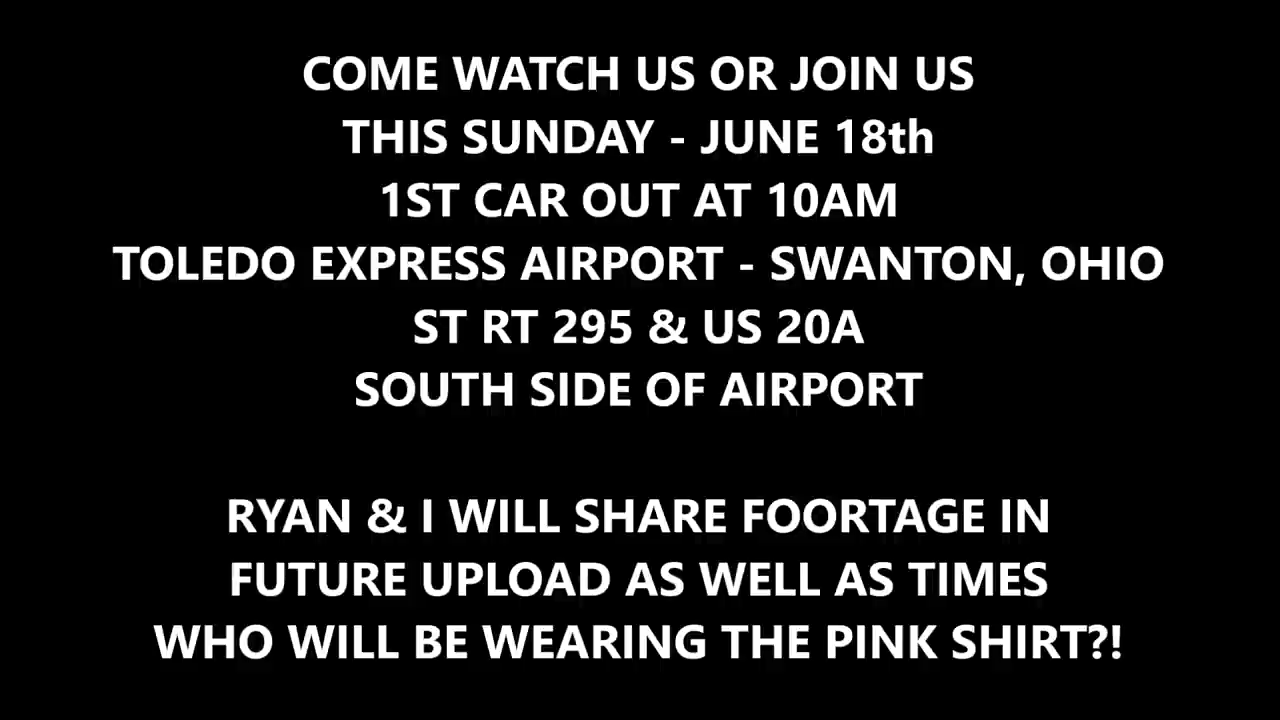 COME WATCH US OR JOIN US
THIS SUNDAY - JUNE 18th
1ST CAR OUT AT 10AM
TOLEDO EXPRESS AIRPORT - SWANTON, OHIO
ST RT 295 & US 20A
SOUTH SIDE OF AIRPORT
RYAN & I WILL SHARE FOORTAGE IN
FUTURE UPLOAD AS WELL AS TIMES
WHO WILL BE WEARING THE PINK SHIRT?!